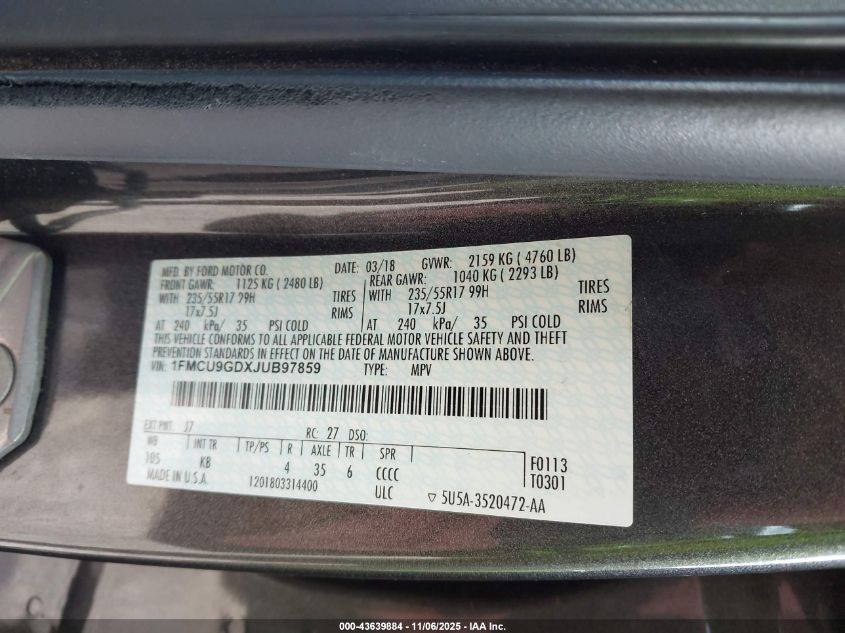 MFD. BY FORD MOTOR CO.
DATE: 03/18 GVWR: 2159 KG ( 4760 LB)
FRONT GAWR: 1125 KG ( 2480 LB) REAR GAWR: 1040 KG ( 2293 LB)
WITH 235/55R17 99H TIRES WITH 235/55R17 99H TIRES
17x7.5J RIMS 17x7.5J RIMS
AT 240 kPa/ 35 PSI COLD AT 240 kPa/ 35 PSI COLD
THIS VEHICLE CONFORMS TO ALL APPLICABLE FEDERAL MOTOR VEHICLE SAFETY AND THEFT
PREVENTION STANDARDS IN EFFECT ON THE DATE OF MANUFACTURE SHOWN ABOVE.
VIN: 1FMCU9GDXJUB97859 TYPE: MPV
EXT PNT: J7 RC: 27 DSO:
WB INT TR TP/PS R AXLE TR SPR
105 KB 4 35 6 CCCC
F0113
T0301
MADE IN U.S.A. 1201803314400 ULC ▽ 5U5A-3520472-AA
000-43639884 - 11/06/2025 - IAA Inc.